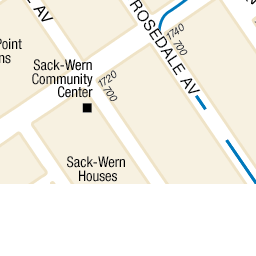 AV
Point
ns
Sack-Wern
Community
Center
1720
700
ROSEDALE AV
1740
700
Sack-Wern
Houses